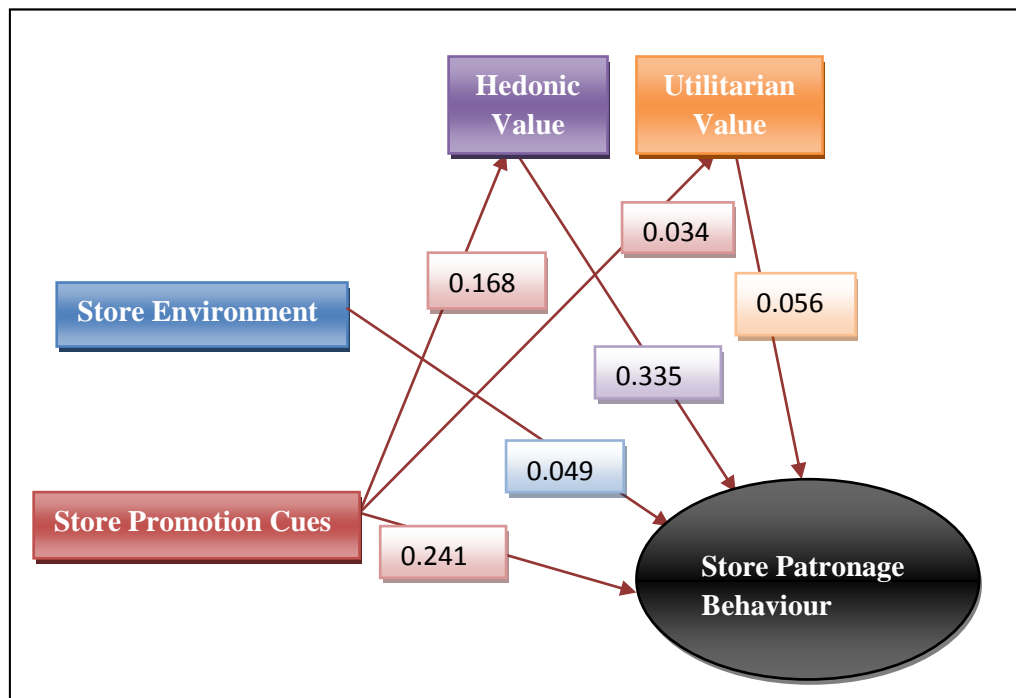 Hedonic
Value
Utilitarian
Value
0.034
0.168
0.056
Store Environment
0.335
0.049
Store Promotion Cues
0.241
Store Patronage
Behaviour